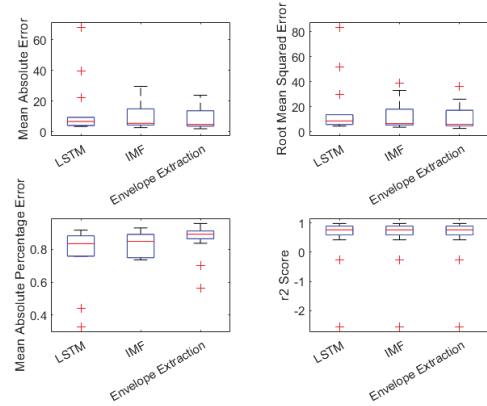 Mean Absolute Error
60
40
20
0
LSTM
IMF
Envelope Extraction
Root Mean Squared Error
80
60
40
20
0
LSTM
IMF
Envelope Extraction
Mean Absolute Percentage Error
0.8
0.6
0.4
LSTM
IMF
Envelope Extraction
r2 Score
1
0
-1
-2
LSTM
IMF
Envelope Extraction